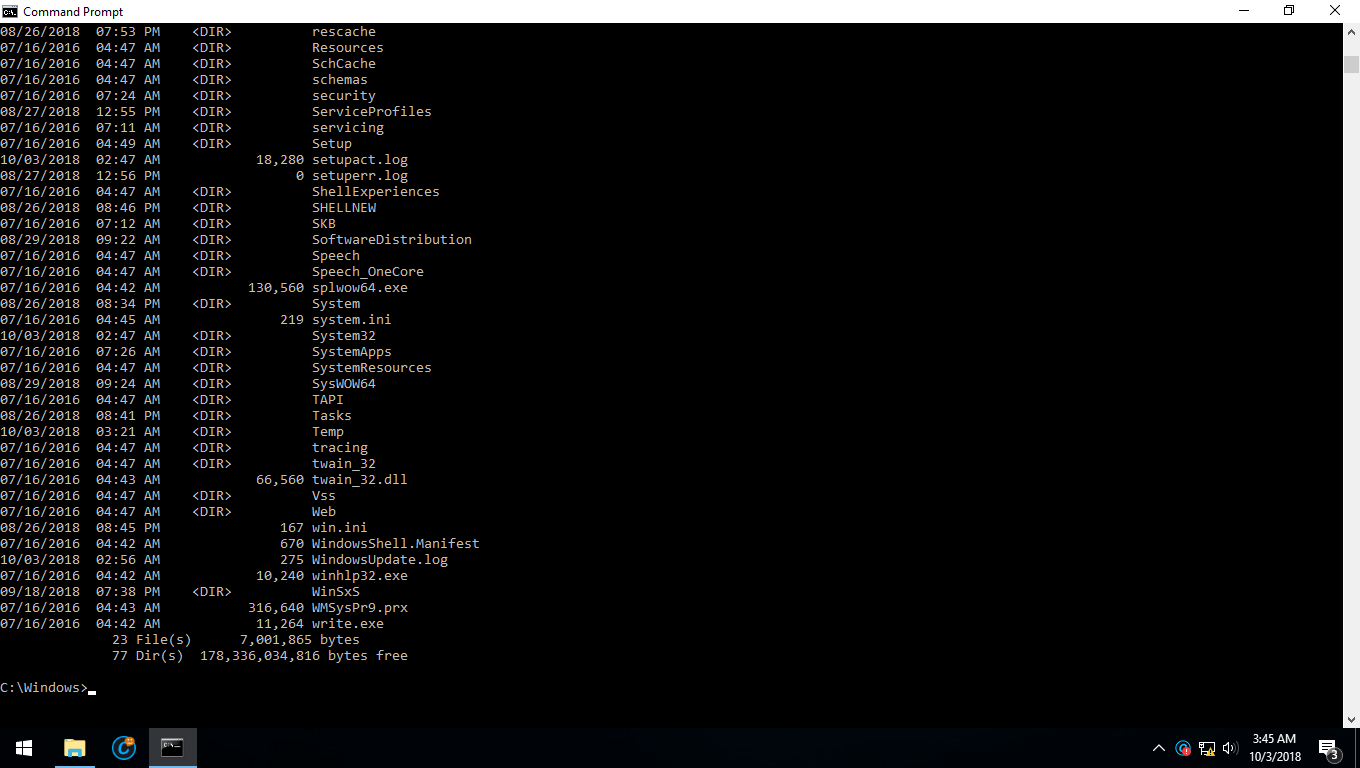 Command Prompt
08/26/2018  07:53 PM    <DIR>          rescache
07/16/2016  04:47 AM    <DIR>          Resources
07/16/2016  04:47 AM    <DIR>          SchCache
07/16/2016  04:47 AM    <DIR>          schemas
07/16/2016  07:24 AM    <DIR>          security
08/27/2018  12:55 PM    <DIR>          ServiceProfiles
07/16/2016  07:11 AM    <DIR>          servicing
07/16/2016  04:49 AM    <DIR>          Setup
10/03/2018  02:47 AM            18,280 setupact.log
08/27/2018  12:56 PM                 0 setuperr.log
07/16/2016  04:47 AM    <DIR>          ShellExperiences
08/26/2018  08:46 PM    <DIR>          SHELLNEW
07/16/2016  07:12 AM    <DIR>          SKB
08/29/2018  09:22 AM    <DIR>          SoftwareDistribution
07/16/2016  04:47 AM    <DIR>          Speech
07/16/2016  04:47 AM    <DIR>          Speech_OneCore
07/16/2016  04:42 AM           130,560 splwow64.exe
08/26/2018  08:34 PM    <DIR>          System
07/16/2016  04:45 AM               219 system.ini
10/03/2018  02:47 AM    <DIR>          System32
07/16/2016  07:26 AM    <DIR>          SystemApps
07/16/2016  04:47 AM    <DIR>          SystemResources
08/29/2018  09:24 AM    <DIR>          SysWOW64
07/16/2016  04:47 AM    <DIR>          TAPI
08/26/2018  08:41 PM    <DIR>          Tasks
10/03/2018  03:21 AM    <DIR>          Temp
07/16/2016  04:47 AM    <DIR>          tracing
07/16/2016  04:47 AM    <DIR>          twain_32
07/16/2016  04:43 AM            66,560 twain_32.dll
07/16/2016  04:47 AM    <DIR>          Vss
07/16/2016  04:47 AM    <DIR>          Web
08/26/2018  08:45 PM               167 win.ini
07/16/2016  04:42 AM               670 WindowsShell.Manifest
10/03/2018  02:56 AM               275 WindowsUpdate.log
07/16/2016  04:42 AM            10,240 winhlp32.exe
09/18/2018  07:38 PM    <DIR>          WinSxS
07/16/2016  04:43 AM           316,640 WMSysPr9.prx
07/16/2016  04:42 AM            11,264 write.exe
              23 File(s)      7,001,865 bytes
              77 Dir(s)  178,336,034,816 bytes free
C:\Windows>
3:45 AM
10/3/2018
3